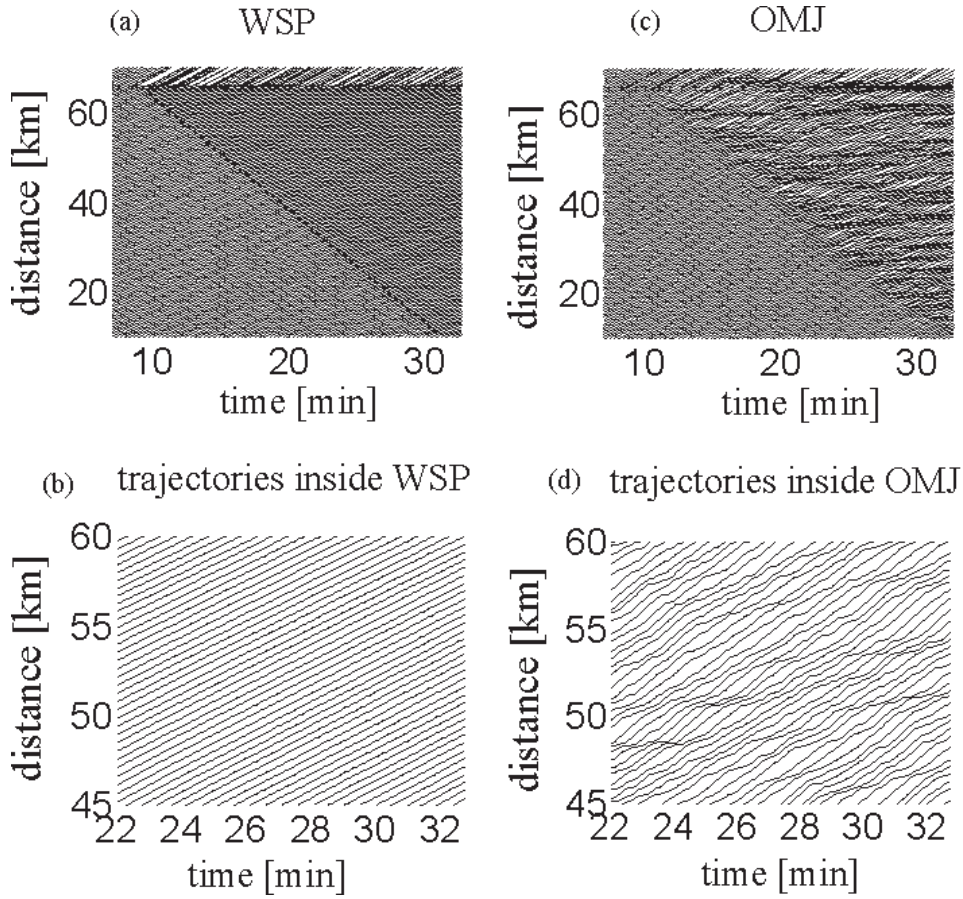 (a) WSP
distance [km]
60
40
20
10 20 30
time [min]
(c) OMJ
distance [km]
60
40
20
10 20 30
time [min]
(b) trajectories inside WSP
distance [km]
60
55
50
45
22 24 26 28 30 32
time [min]
(d) trajectories inside OMJ
distance [km]
60
55
50
45
22 24 26 28 30 32
time [min]